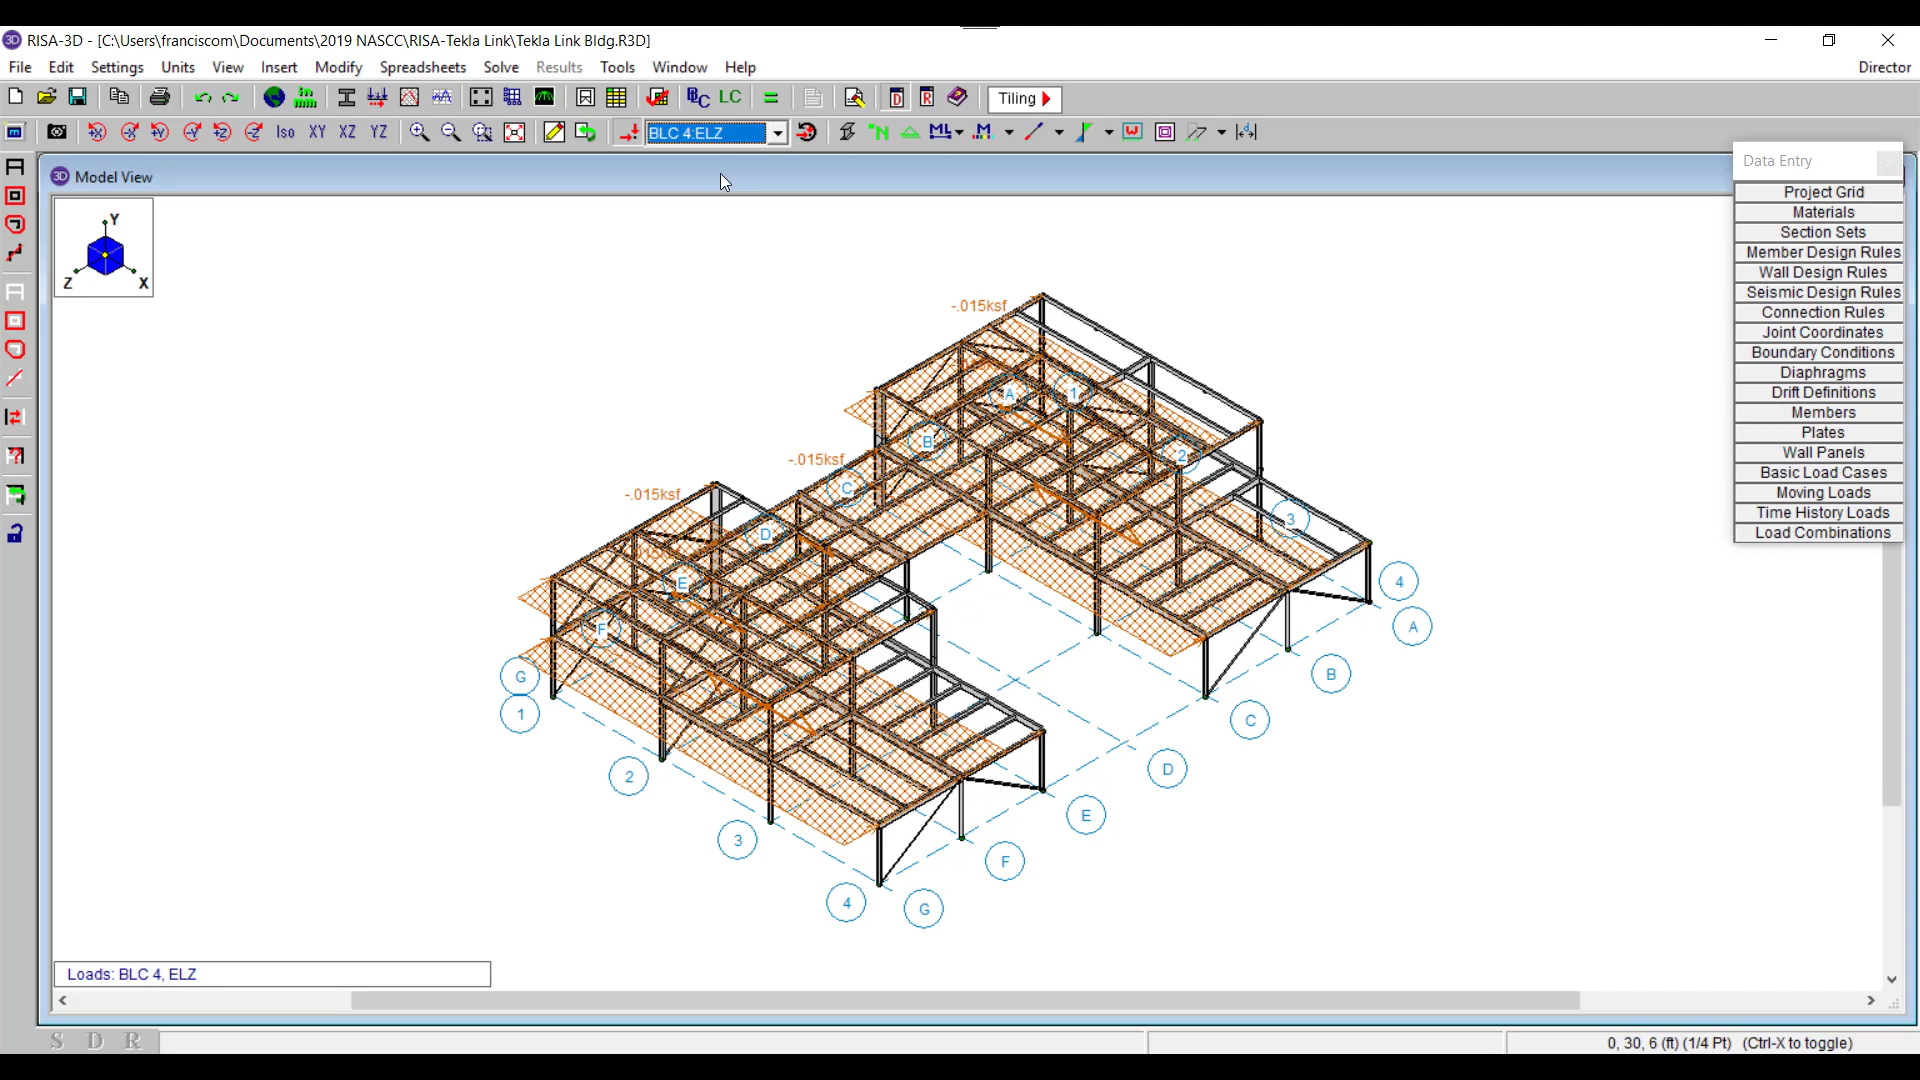 RISA-3D - [C:\Users\franciscom\Documents\2019 NASCC\RISA-Tekla Link\Tekla Link Bldg.R3D]
File Edit Settings Units View Insert Modify Spreadsheets Solve Results Tools Window Help Director
LC D R Tiling
Iso XY XZ YZ BLC 4:ELZ N ML M
Model View
Y
Z X
Data Entry
Project Grid
Materials
Section Sets
Member Design Rules
Wall Design Rules
Seismic Design Rules
Connection Rules
Joint Coordinates
Boundary Conditions
Diaphragms
Drift Definitions
Members
Plates
Wall Panels
Basic Load Cases
Moving Loads
Time History Loads
Load Combinations
-.015ksf
A 1
B 2
-.015ksf
C
-.015ksf
3
D
E 4
F A
G B
1 C
2 D
3 E
F
4 G
Loads: BLC 4, ELZ
S D R
0, 30, 6 (ft) (1/4 Pt) (Ctrl-X to toggle)